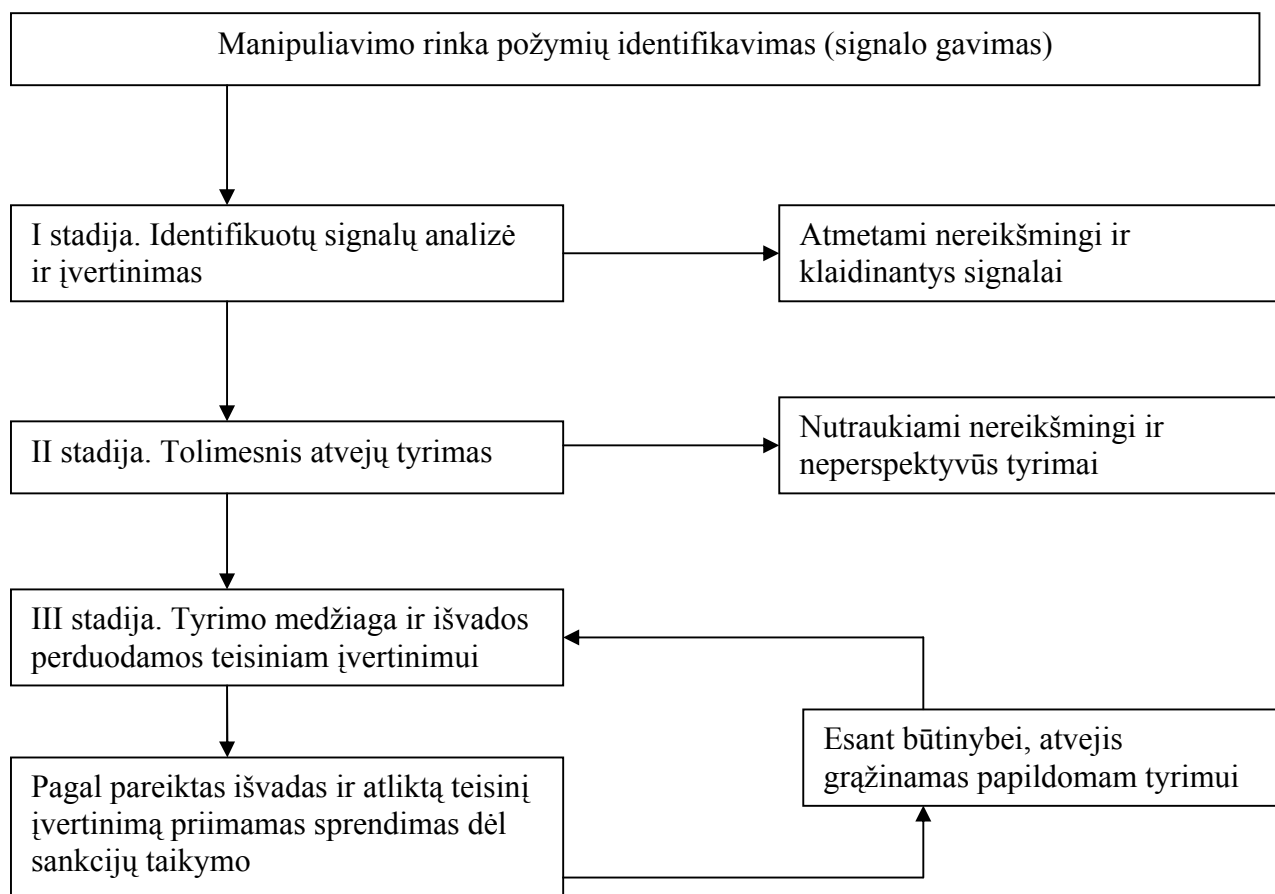 Manipuliavimo rinka požymių identifikavimas (signalo gavimas)
I stadija. Identifikuotų signalų analizė
ir įvertinimas
Atmetami nereikšmingi ir
klaidinantys signalai
II stadija. Tolimesnis atvejų tyrimas
Nutraukiami nereikšmingi ir
neperspektyvūs tyrimai
III stadija. Tyrimo medžiaga ir išvados
perduodamos teisiniam įvertinimui
Esant būtinybei, atvejis
grąžinamas papildomam tyrimui
Pagal pareiktas išvadas ir atliktą teisinį
įvertinimą priimamas sprendimas dėl
sankcijų taikymo